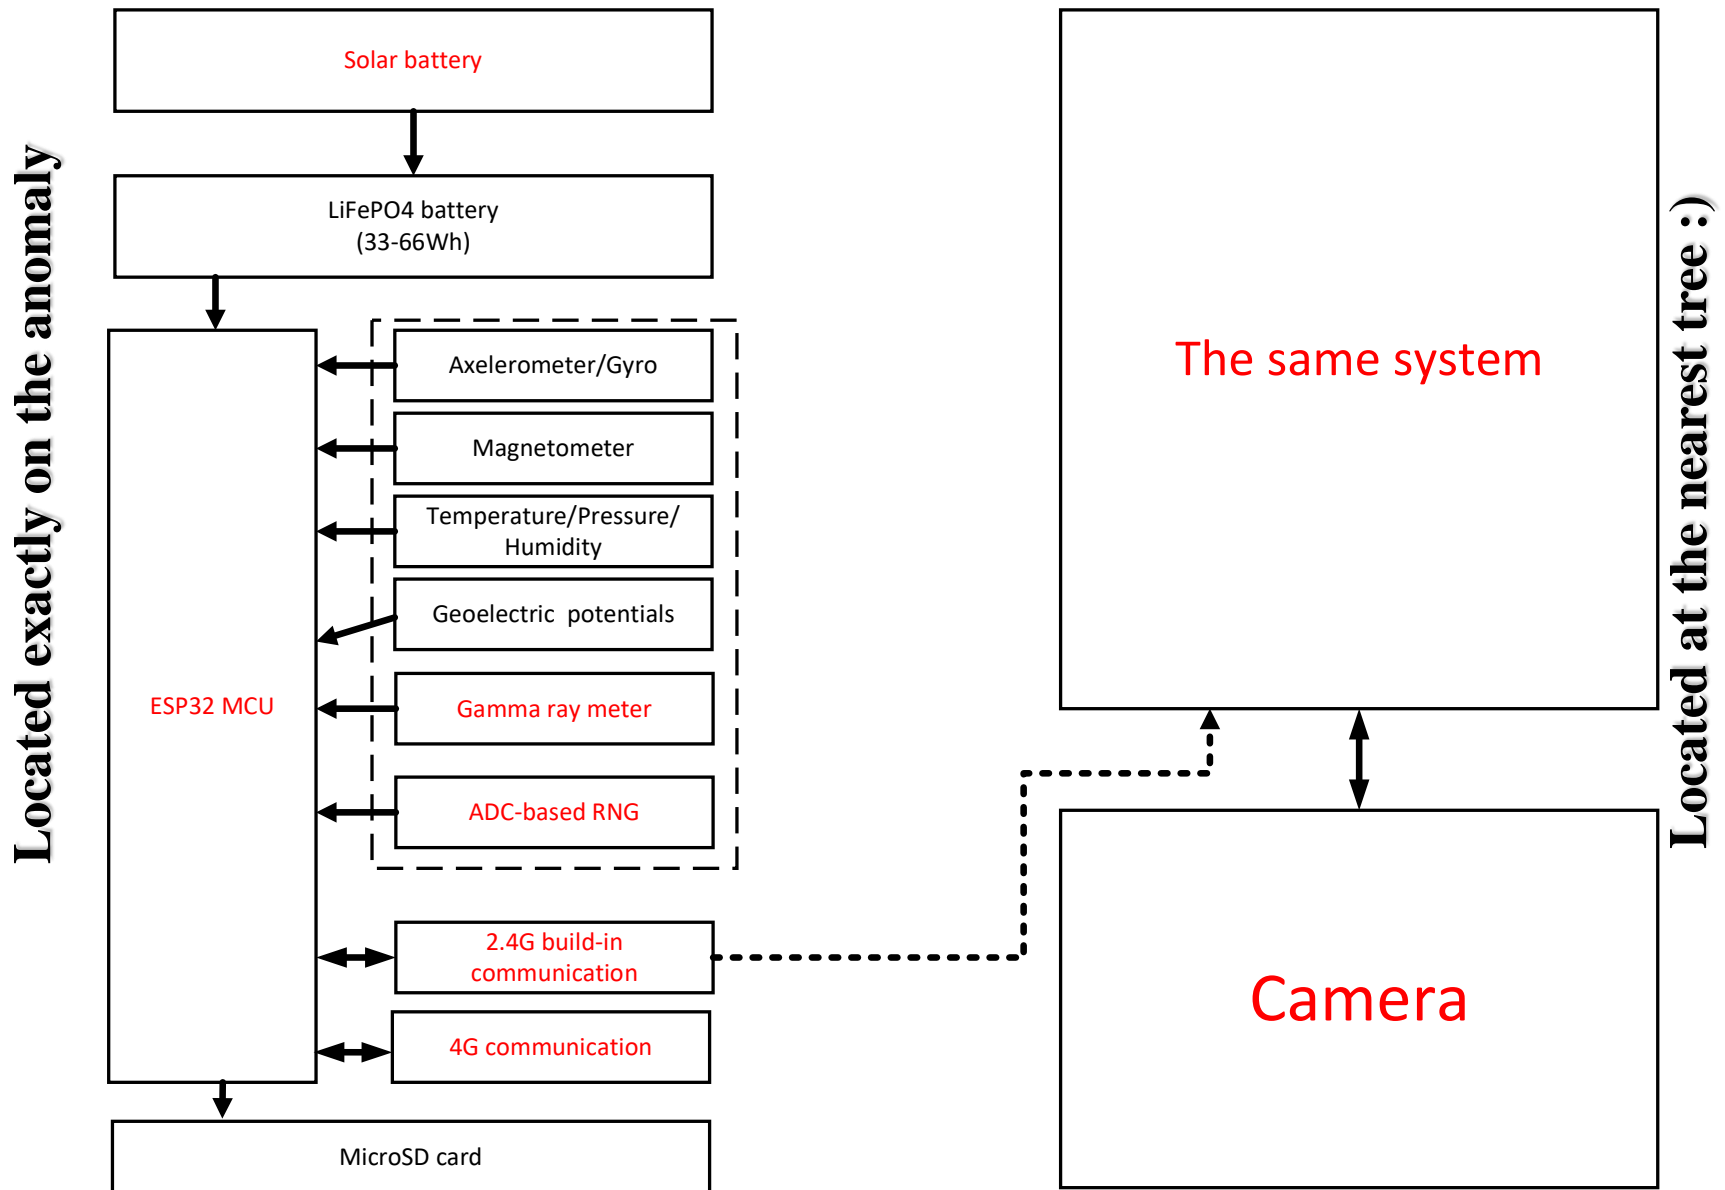 Located exactly on the anomaly
Solar battery
LiFePO4 battery
(33-66Wh)
ESP32 MCU
Axelerometer/Gyro
Magnetometer
Temperature/Pressure/
Humidity
Geoelectric  potentials
Gamma ray meter
ADC-based RNG
2.4G build-in
communication
4G communication
MicroSD card
The same system
Camera
Located at the nearest tree :)